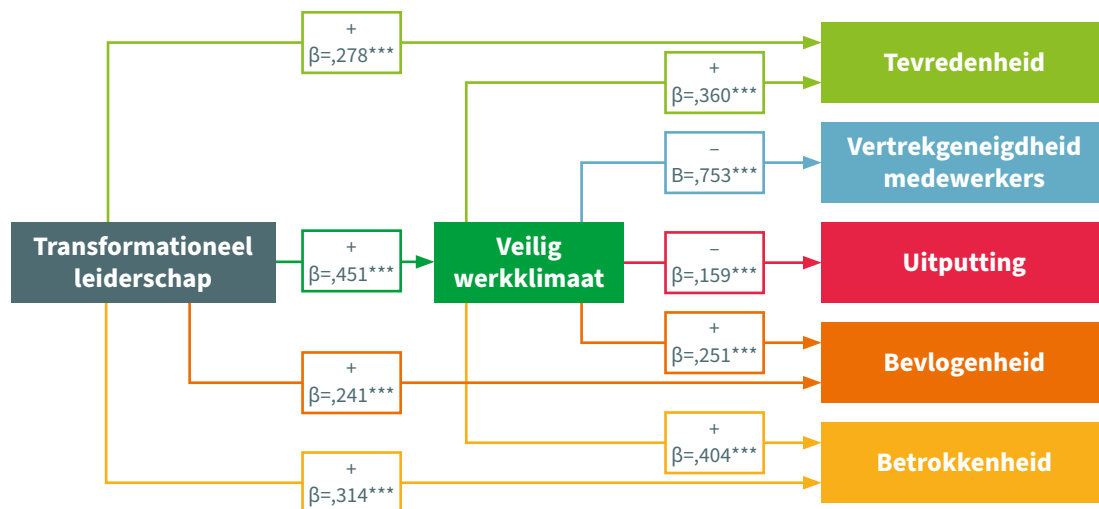 +
β=,278***
Tevredenheid
+
β=,360***
–
B=,753***
Vertrekgeneigdheid
medewerkers
Transformationeel
leiderschap
+
β=,451***
Veilig
werkklimaat
–
β=,159***
Uitputting
+
β=,251***
+
β=,241***
Bevlogenheid
+
β=,404***
Betrokkenheid
+
β=,314***